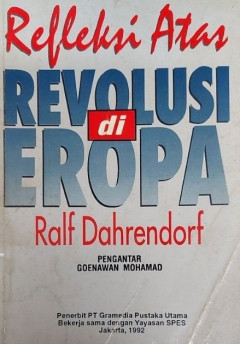 Refleksi Atas
REVOLUSI
di
EROPA
Ralf Dahrendorf
PENGANTAR
GOENAWAN MOHAMAD
Penerbit PT Gramedia Pustaka Utama
Bekerja sama dengan Yayasan SPES
Jakarta, 1992